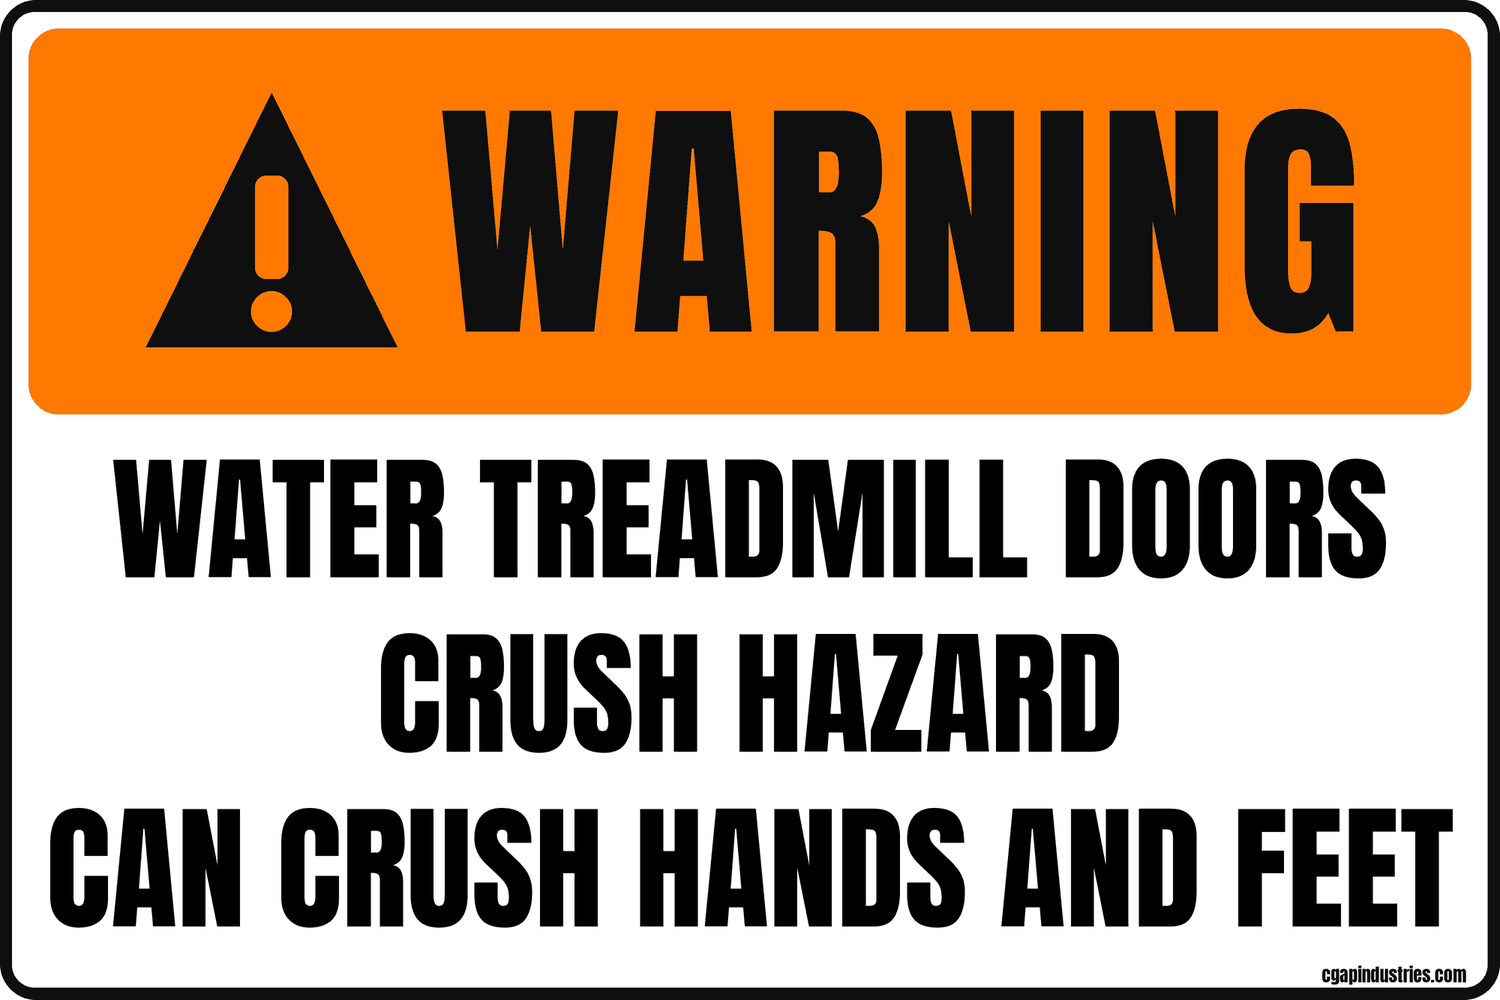 WARNING
WATER TREADMILL DOORS
CRUSH HAZARD
CAN CRUSH HANDS AND FEET
cgapindustries.com